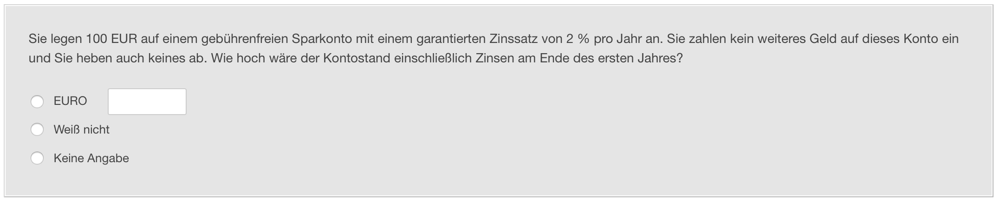 Sie legen 100 EUR auf einem gebührenfreien Sparkonto mit einem garantierten Zinssatz von 2 % pro Jahr an. Sie zahlen kein weiteres Geld auf dieses Konto ein
und Sie heben auch keines ab. Wie hoch wäre der Kontostand einschließlich Zinsen am Ende des ersten Jahres?
EURO
Weiß nicht
Keine Angabe